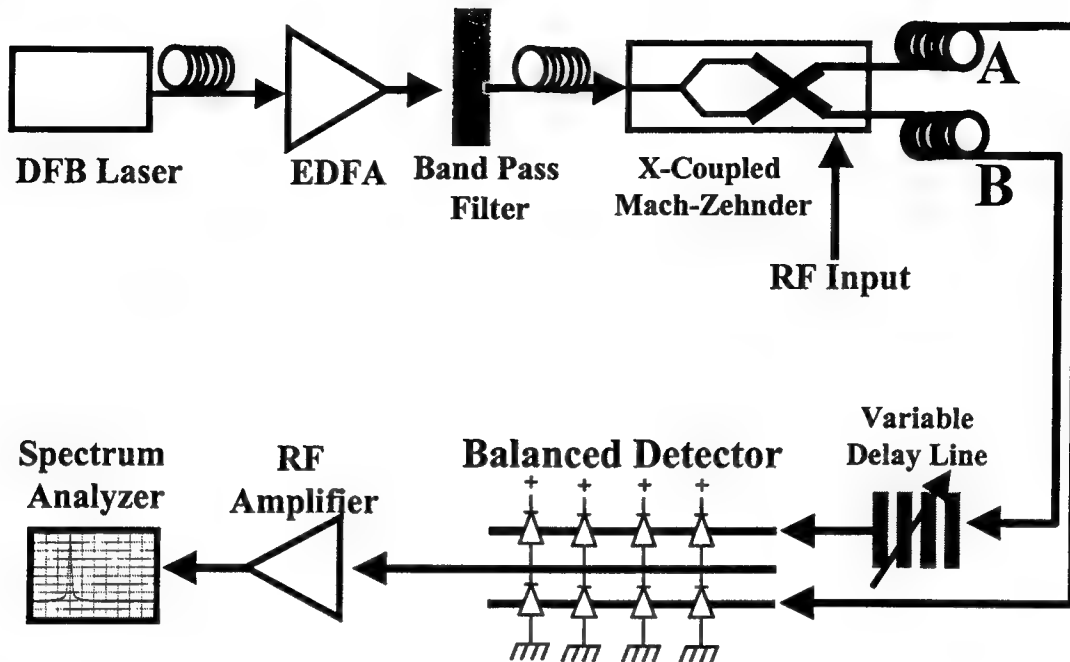 DFB Laser
EDFA
Band Pass
Filter
X-Coupled
Mach-Zehnder
RF Input
A
B
Spectrum
Analyzer
RF
Amplifier
Balanced Detector
+ + + +
Variable
Delay Line